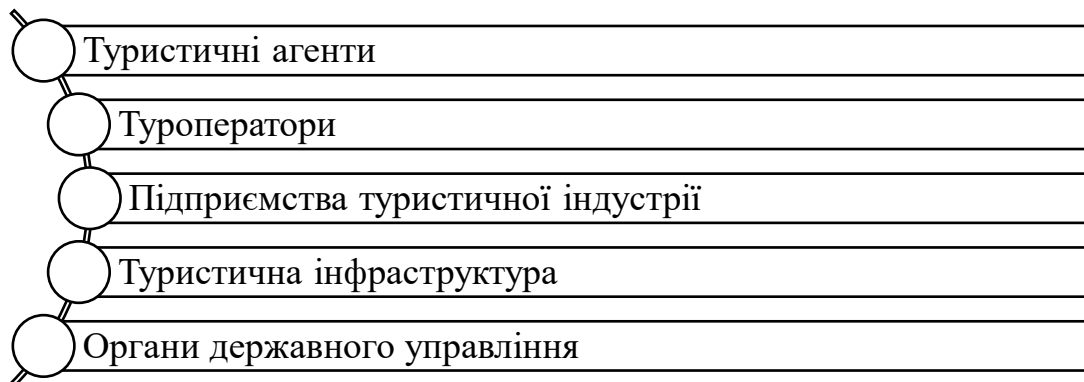 Туристичні агенти
Туроператори
Підприємства туристичної індустрії
Туристична інфраструктура
Органи державного управління